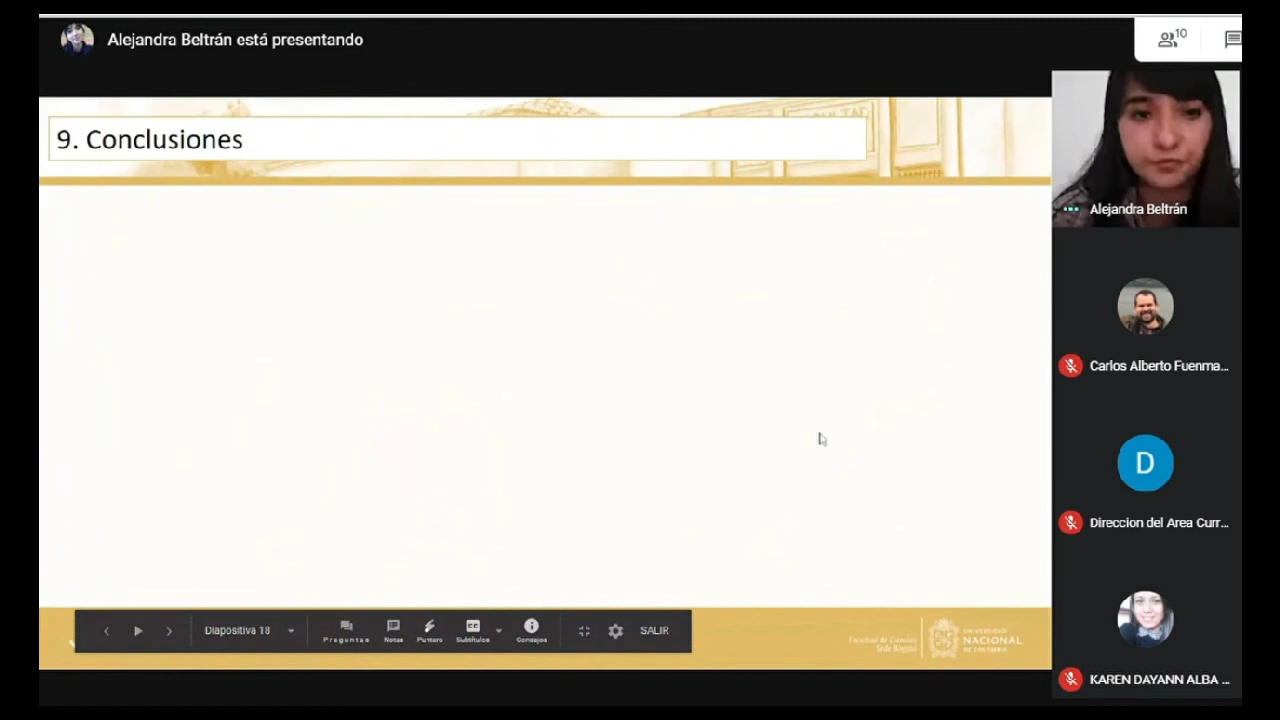 Alejandra Beltrán está presentando
10
9. Conclusiones
Alejandra Beltrán
Carlos Alberto Fuenma...
D
Direccion del Area Curr...
KAREN DAYANN ALBA ...
Diapositiva 18
Preguntas
Notas
Puntero
Subtítulos
Consejos
SALIR
Facultad de Ciencias
Sede Bogotá
UNIVERSIDAD
NACIONAL
DE COLOMBIA